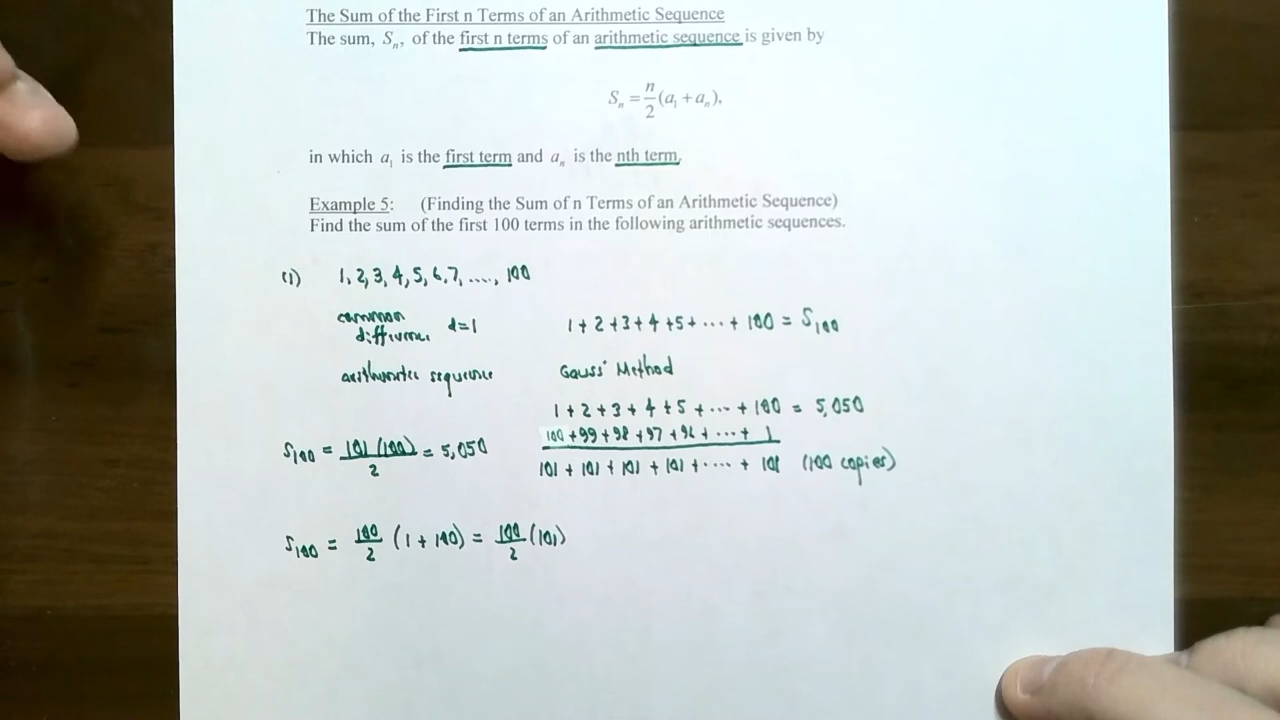 The Sum of the First n Terms of an Arithmetic Sequence
The sum, Sₙ, of the first n terms of an arithmetic sequence is given by
Sₙ = n/2 (a₁ + aₙ),
in which a₁ is the first term and aₙ is the nth term.
Example 5: (Finding the Sum of n Terms of an Arithmetic Sequence)
Find the sum of the first 100 terms in the following arithmetic sequences.
(1) 1, 2, 3, 4, 5, 6, 7, ...., 100
common
difference d=1
1 + 2 + 3 + 4 + 5 + ... + 100 = S₁₀₀
arithmetic sequence
Gauss' Method
1 + 2 + 3 + 4 + 5 + ... + 100 = 5,050
100 + 99 + 98 + 97 + 96 + ... + 1
101 + 101 + 101 + 101 + .... + 101 (100 copies)
S₁₀₀ = 101(100)/2 = 5,050
S₁₀₀ = 100/2 (1 + 100) = 100/2 (101)